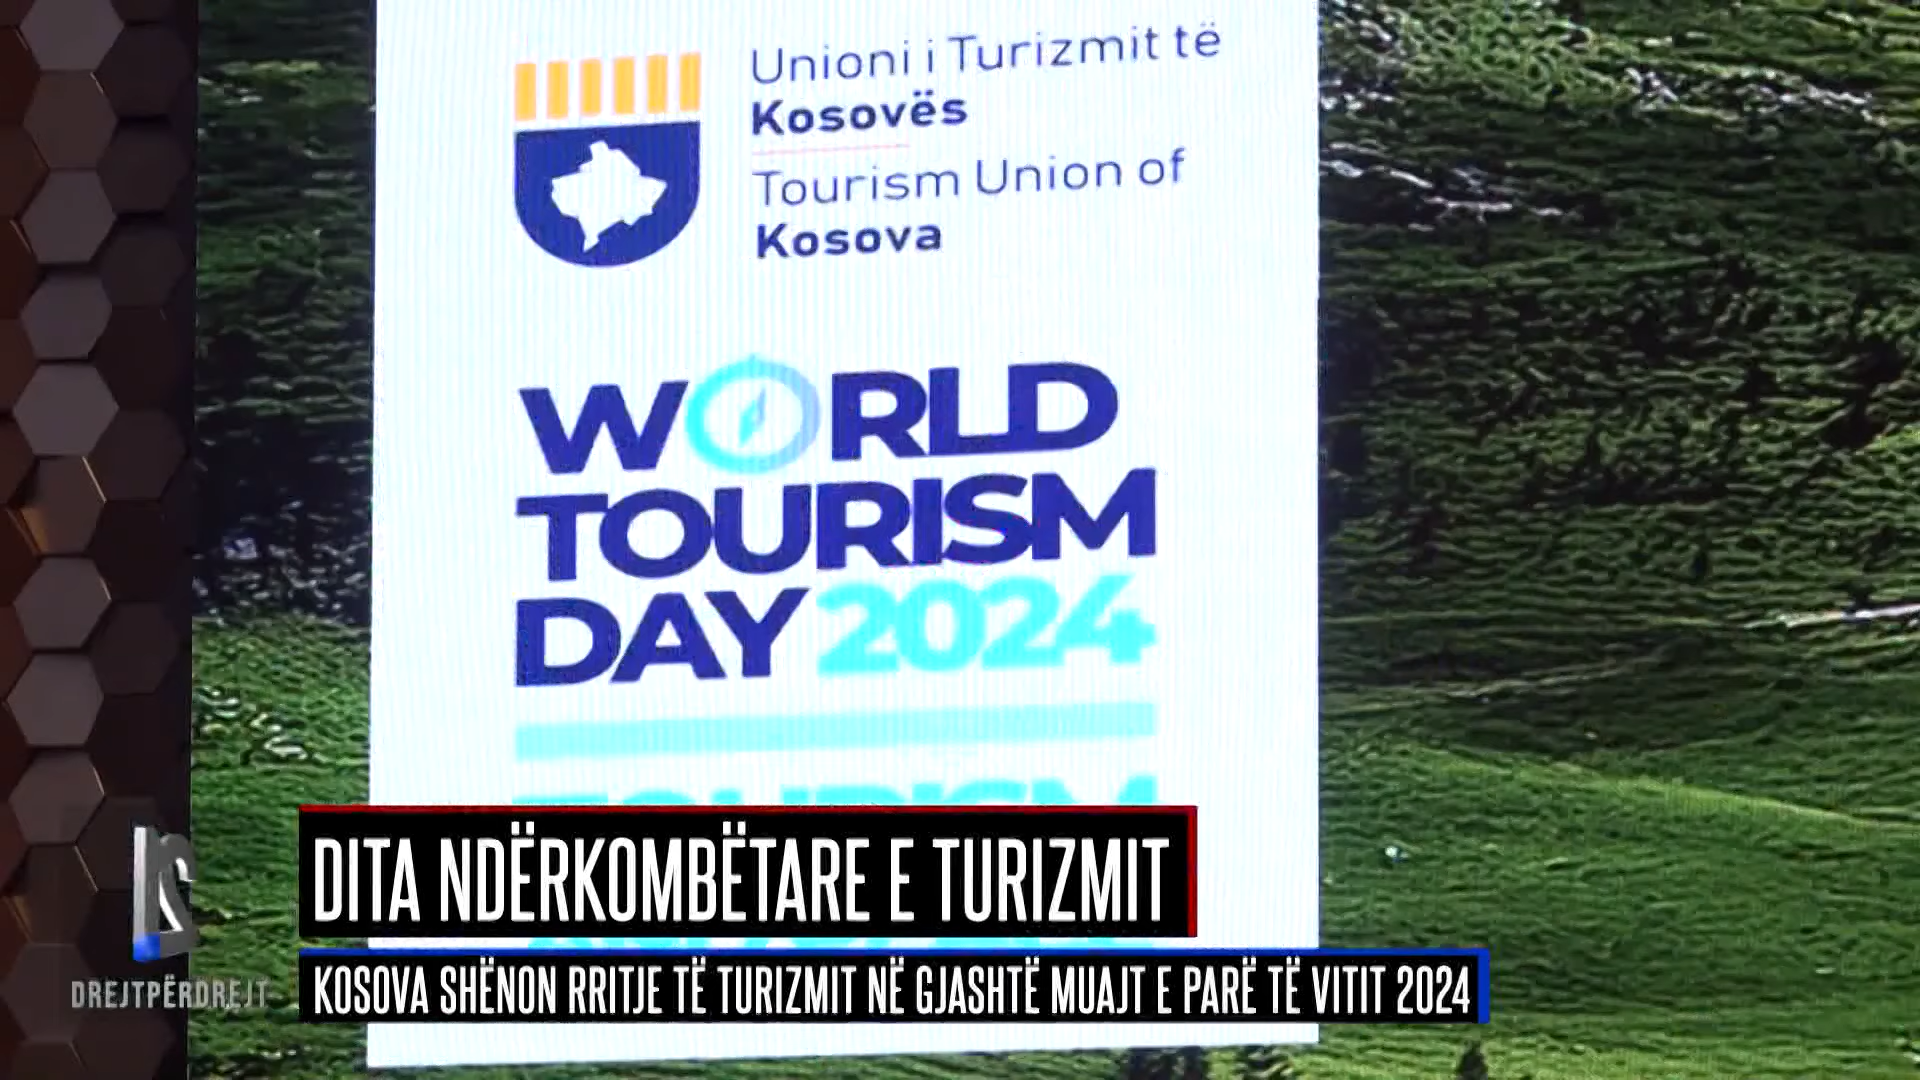 Unioni i Turizmit të
Kosovës
Tourism Union of
Kosova
WORLD
TOURISM
DAY 2024
TOURISM
DITA NDËRKOMBËTARE E TURIZMIT
KOSOVA SHËNON RRITJE TË TURIZMIT NË GJASHTË MUAJT E PARË TË VITIT 2024
DREJTPËRDREJT